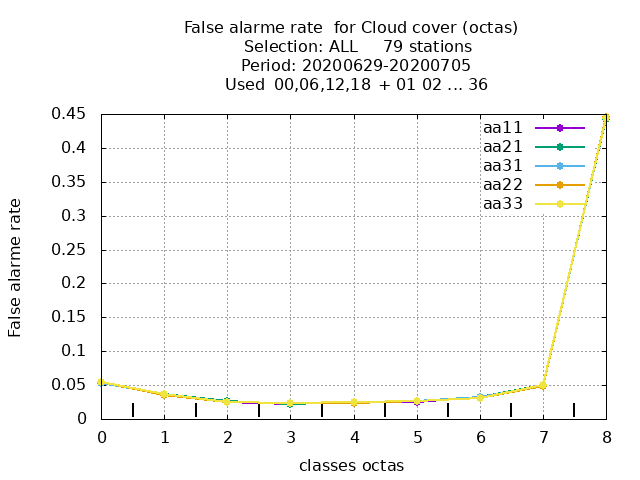 False alarme rate  for Cloud cover (octas)
Selection: ALL     79 stations
Period: 20200629-20200705
Used  00,06,12,18  + 01 02 ... 36
0.45
0.4
0.35
0.3
0.25
0.2
0.15
0.1
0.05
0
False alarme rate
aa11
aa21
aa31
aa22
aa33
0 1 2 3 4 5 6 7 8
classes octas